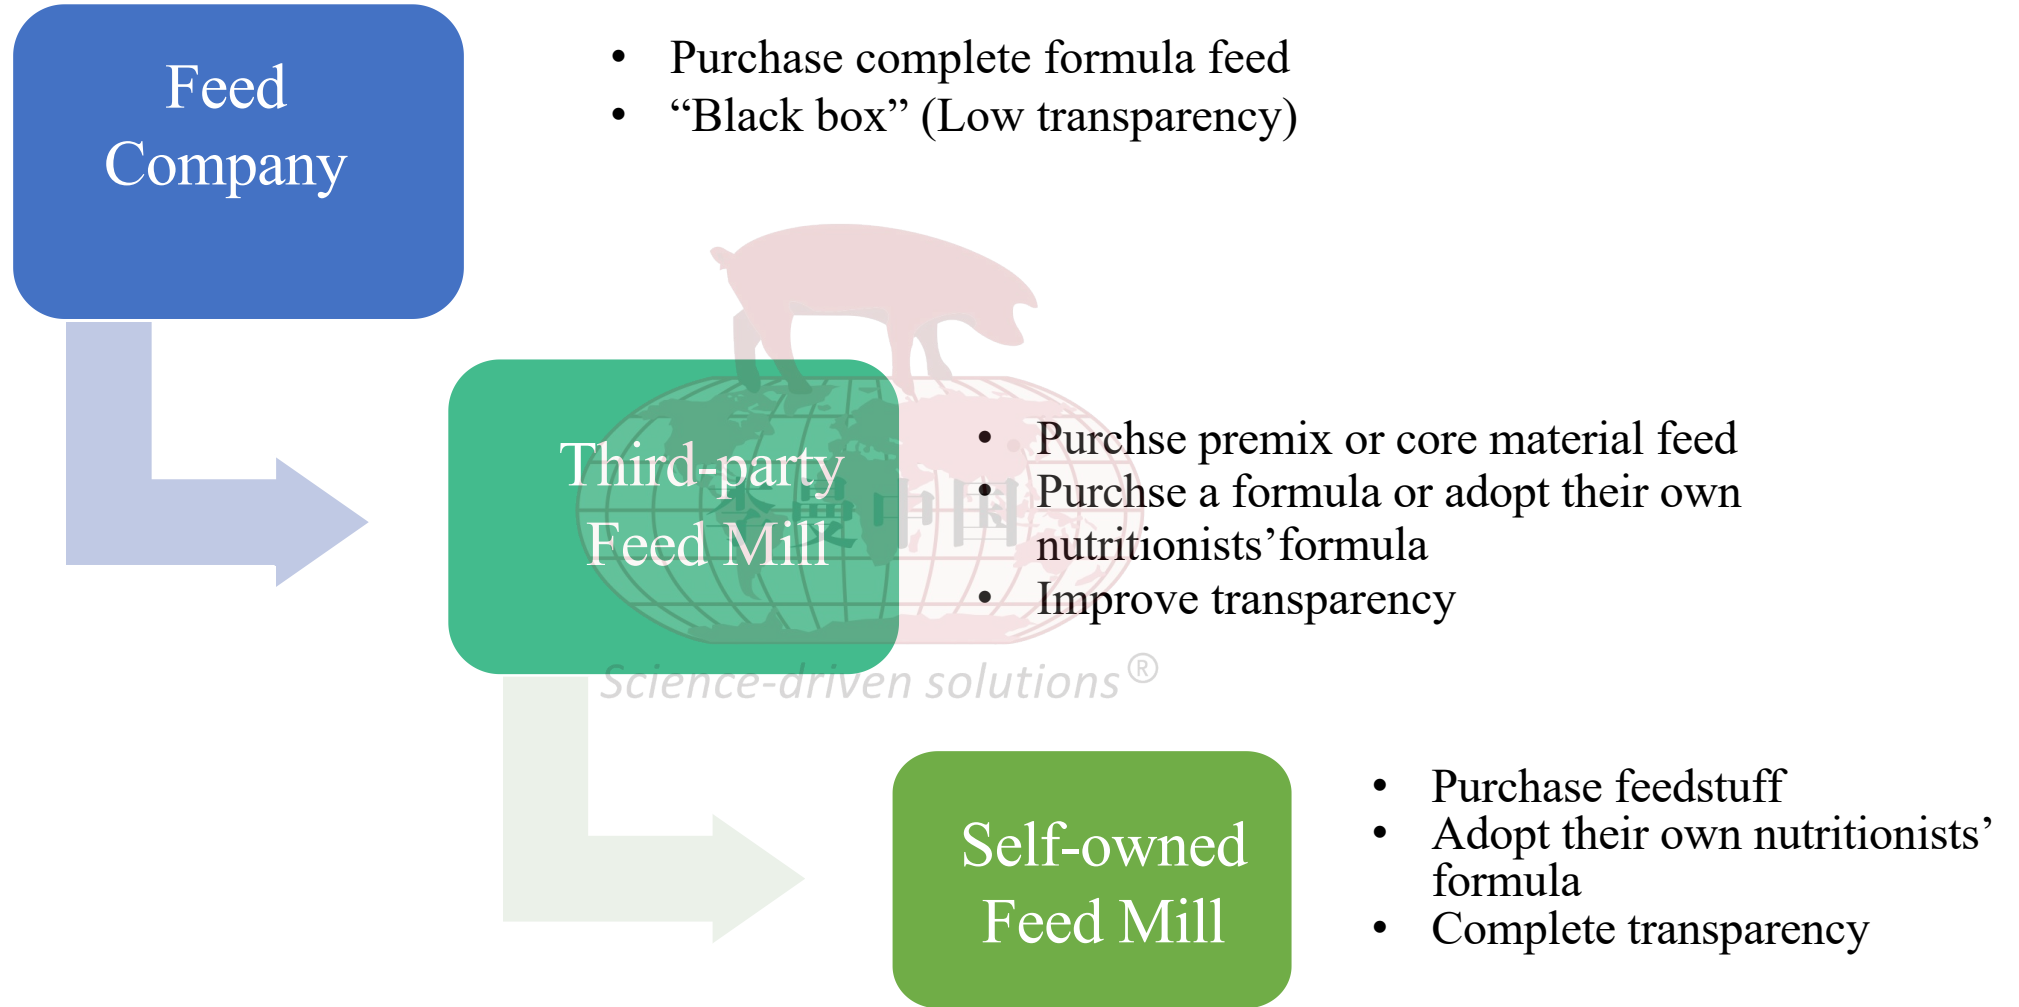 Feed
Company
• Purchase complete formula feed
• “Black box” (Low transparency)
Third-party
Feed Mill
• Purchse premix or core material feed
• Purchse a formula or adopt their own
nutritionists’formula
• Improve transparency
中国
Science-driven solutions®
Self-owned
Feed Mill
• Purchase feedstuff
• Adopt their own nutritionists’
formula
• Complete transparency